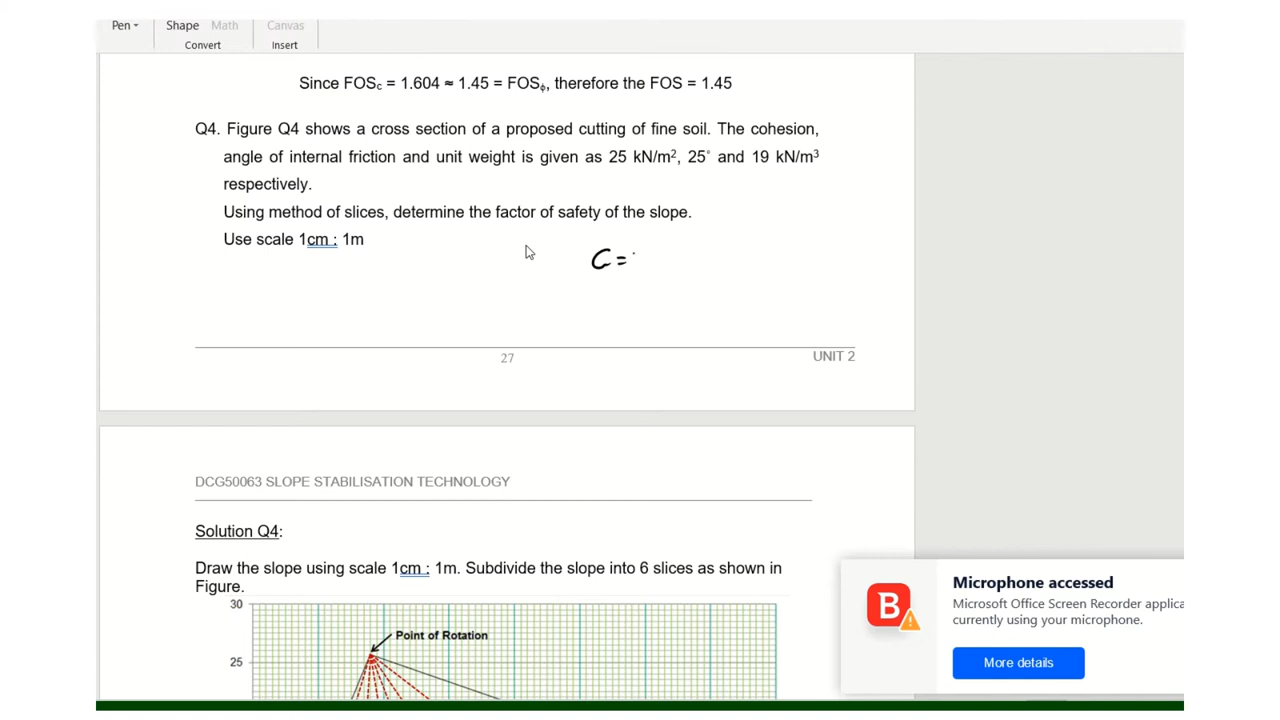 Pen
Shape Math Canvas
Convert Insert
Since FOSc = 1.604 ≈ 1.45 = FOSϕ, therefore the FOS = 1.45
Q4. Figure Q4 shows a cross section of a proposed cutting of fine soil. The cohesion,
angle of internal friction and unit weight is given as 25 kN/m², 25° and 19 kN/m³
respectively.
Using method of slices, determine the factor of safety of the slope.
Use scale 1cm : 1m
C =
27 UNIT 2
DCG50063 SLOPE STABILISATION TECHNOLOGY
Solution Q4:
Draw the slope using scale 1cm : 1m. Subdivide the slope into 6 slices as shown in
Figure.
30
Point of Rotation
25
Microphone accessed
B
Microsoft Office Screen Recorder applica
currently using your microphone.
More details